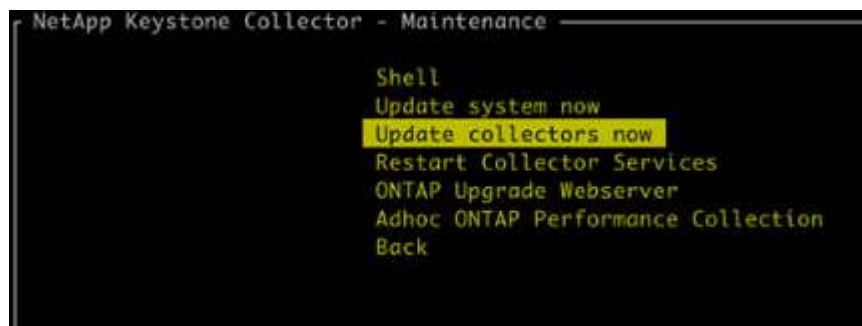 NetApp Keystone Collector - Maintenance
Shell
Update system now
Update collectors now
Restart Collector Services
ONTAP Upgrade Webserver
Adhoc ONTAP Performance Collection
Back